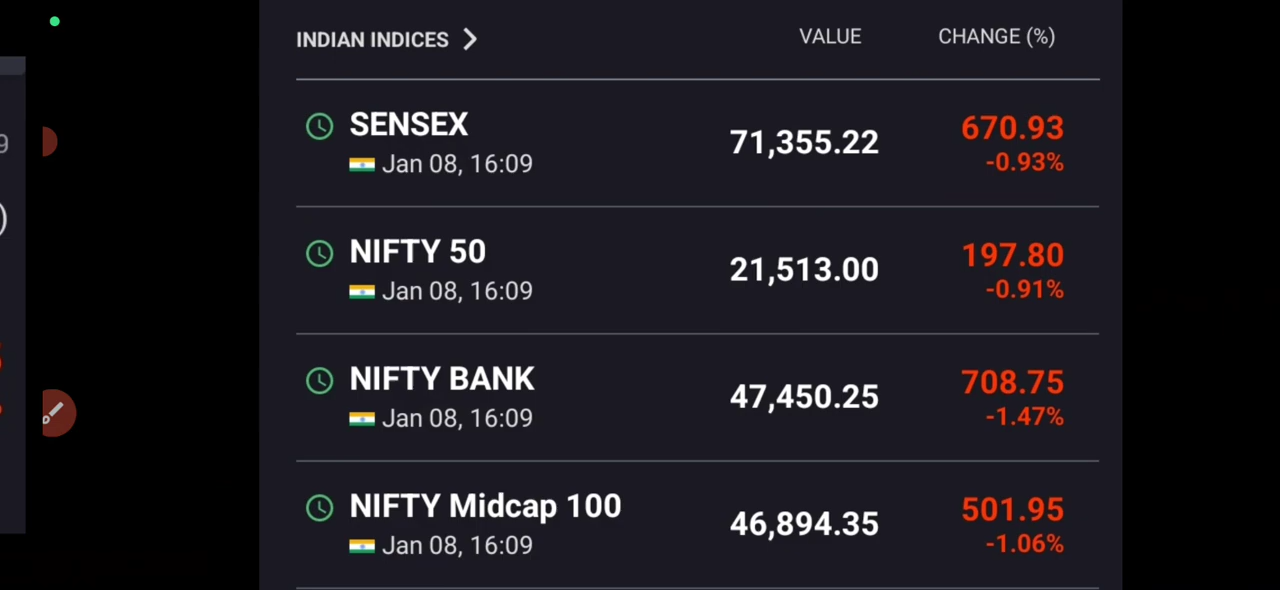 INDIAN INDICES VALUE CHANGE (%)
SENSEX
Jan 08, 16:09
71,355.22
670.93
-0.93%
NIFTY 50
Jan 08, 16:09
21,513.00
197.80
-0.91%
NIFTY BANK
Jan 08, 16:09
47,450.25
708.75
-1.47%
NIFTY Midcap 100
Jan 08, 16:09
46,894.35
501.95
-1.06%
9